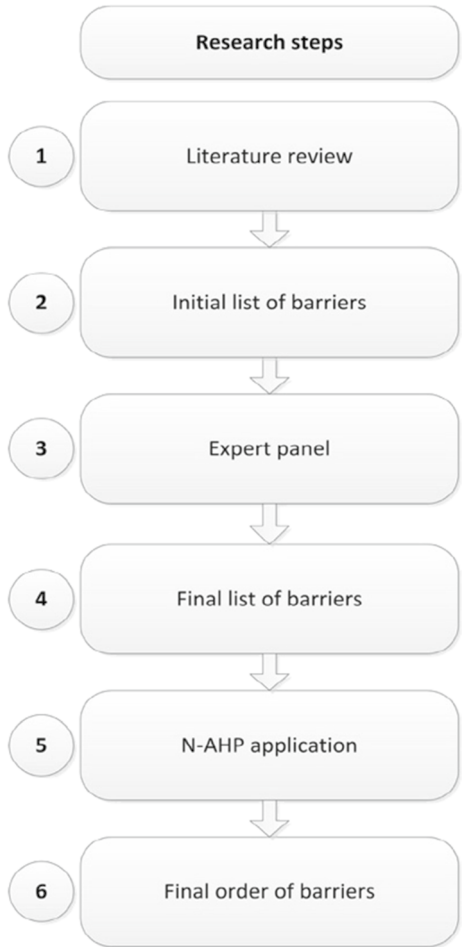 Research steps
1
Literature review
2
Initial list of barriers
3
Expert panel
4
Final list of barriers
5
N-AHP application
6
Final order of barriers